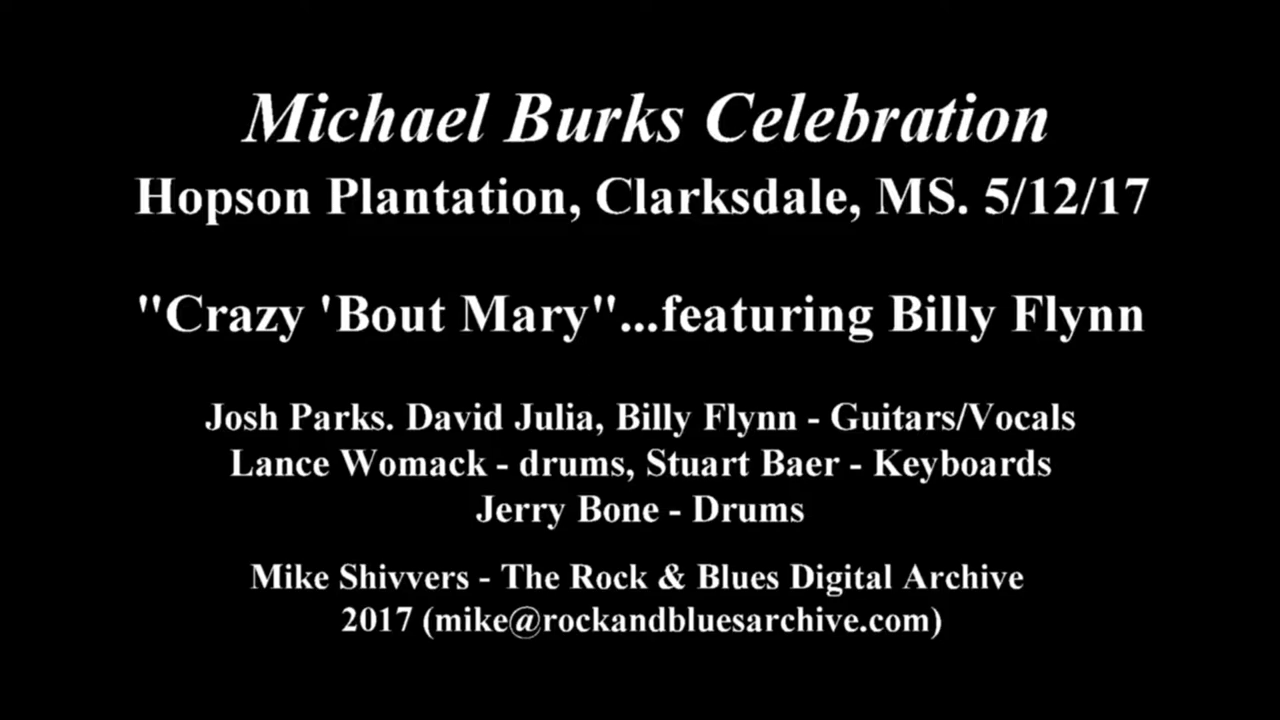 Michael Burks Celebration
Hopson Plantation, Clarksdale, MS. 5/12/17
"Crazy 'Bout Mary"...featuring Billy Flynn
Josh Parks. David Julia, Billy Flynn - Guitars/Vocals
Lance Womack - drums, Stuart Baer - Keyboards
Jerry Bone - Drums
Mike Shivvers - The Rock & Blues Digital Archive
2017 (mike@rockandbluesarchive.com)